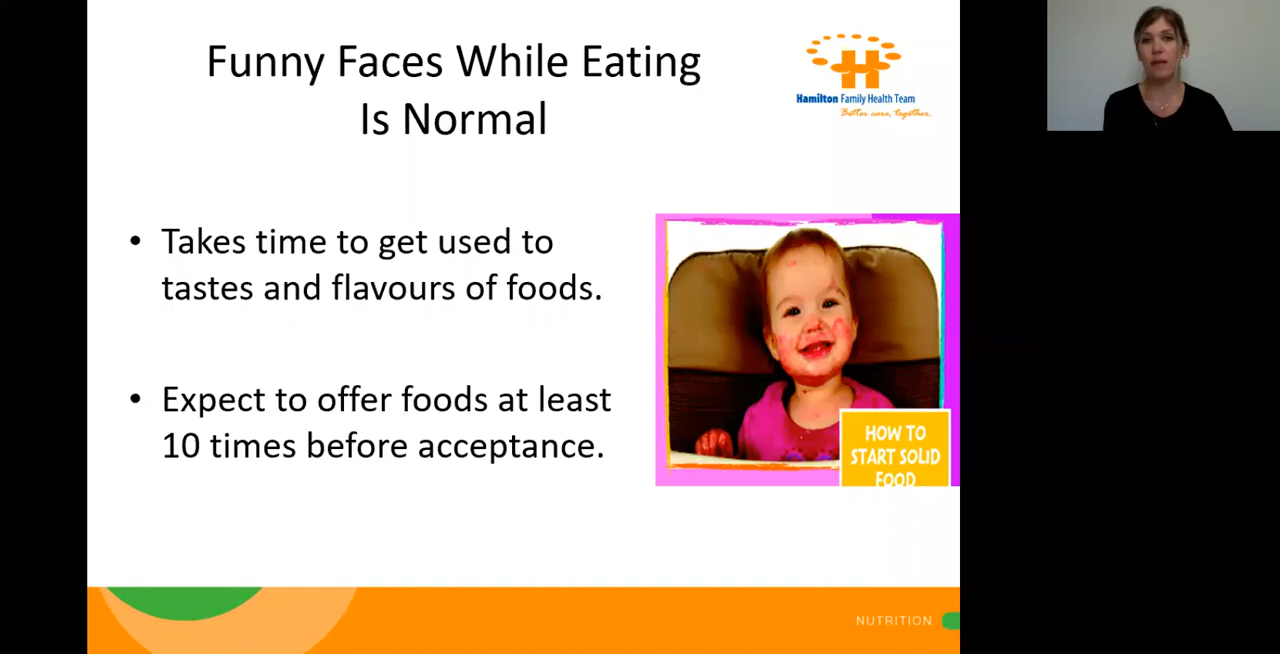 Funny Faces While Eating
Is Normal
Hamilton Family Health Team
Better care, together.
• Takes time to get used to
tastes and flavours of foods.
• Expect to offer foods at least
10 times before acceptance.
HOW TO
START SOLID
FOOD
NUTRITION